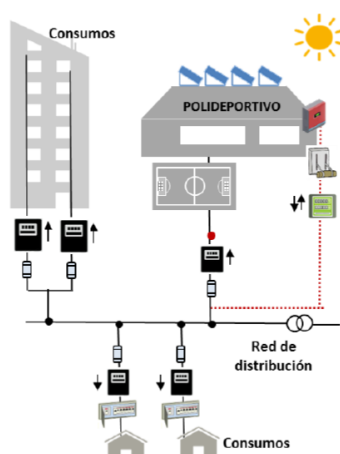 Consumos
POLIDEPORTIVO
Red de
distribución
Consumos